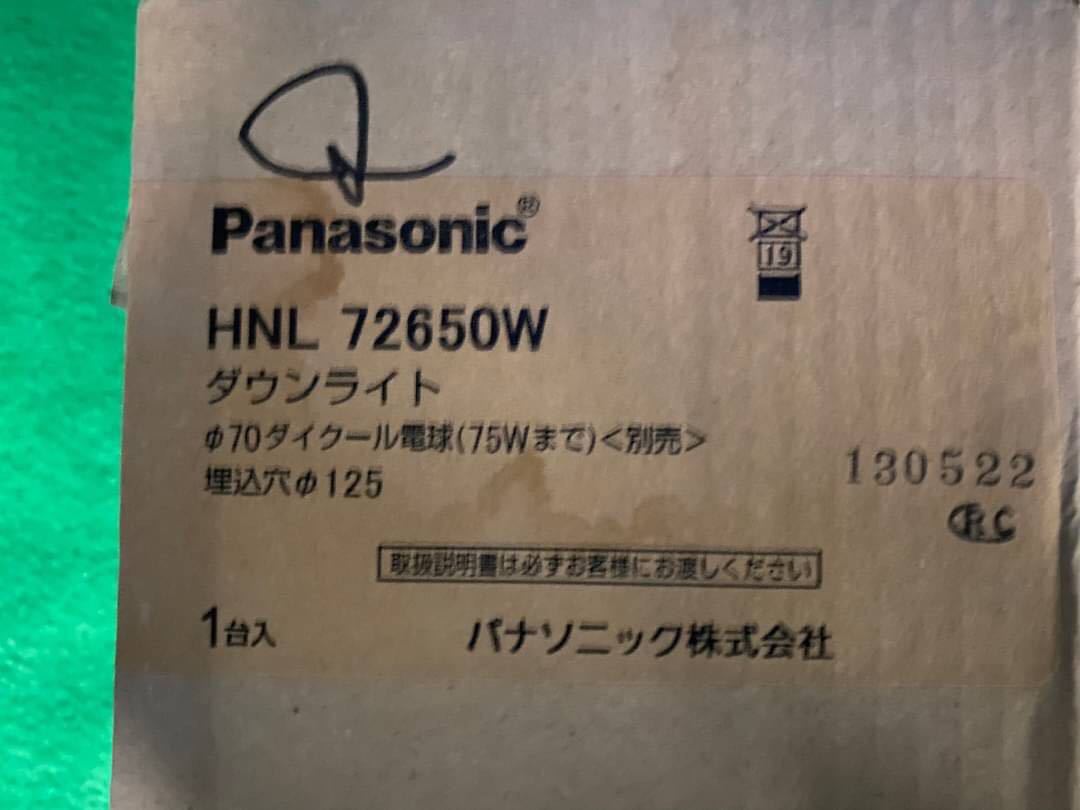 Panasonic®
19
HNL 72650W
ダウンライト
φ70ダイクール電球(75Wまで)<別売>
埋込穴φ125
130522
取扱説明書は必ずお客様にお渡しください
1台入
パナソニック株式会社